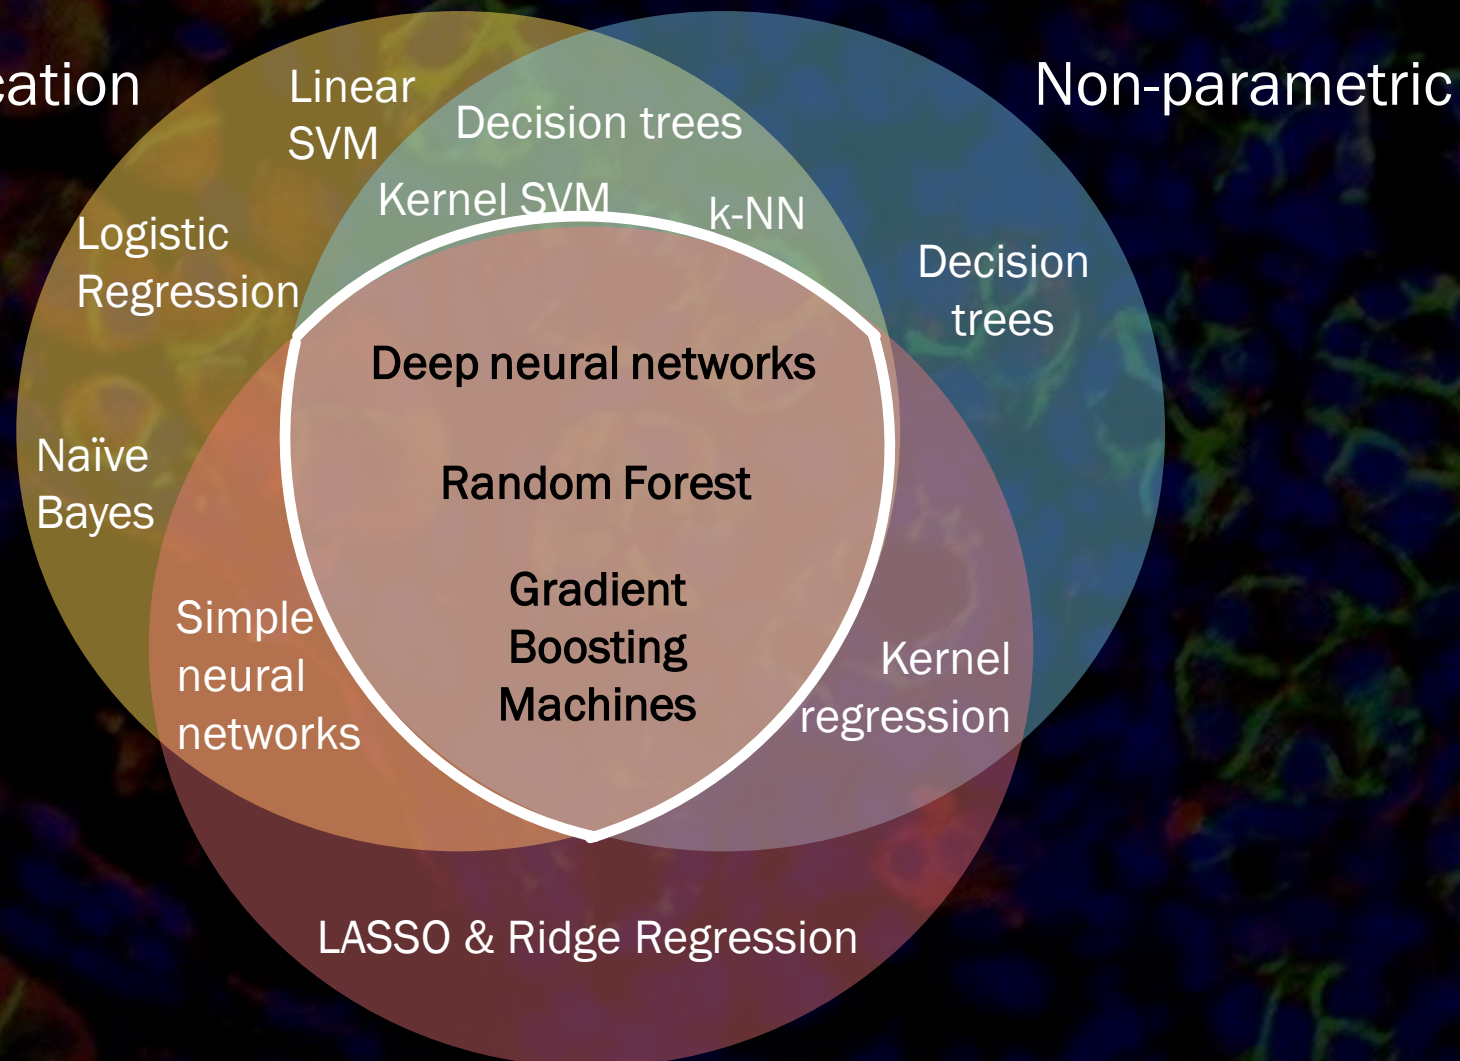 cation
Non-parametric
Linear
SVM
Decision trees
Kernel SVM
k-NN
Logistic
Regression
Decision
trees
Deep neural networks
Naïve
Bayes
Random Forest
Gradient
Boosting
Machines
Simple
neural
networks
Kernel
regression
LASSO & Ridge Regression